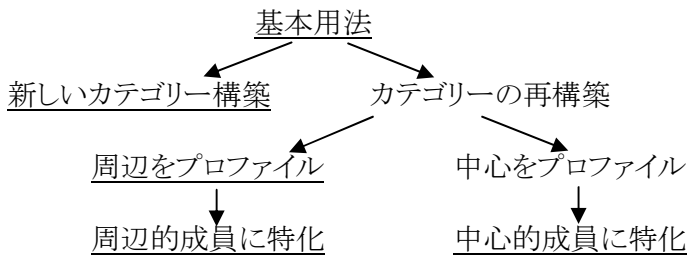 基本用法
新しいカテゴリー構築 カテゴリーの再構築
周辺をプロファイル 中心をプロファイル
周辺的成員に特化 中心的成員に特化